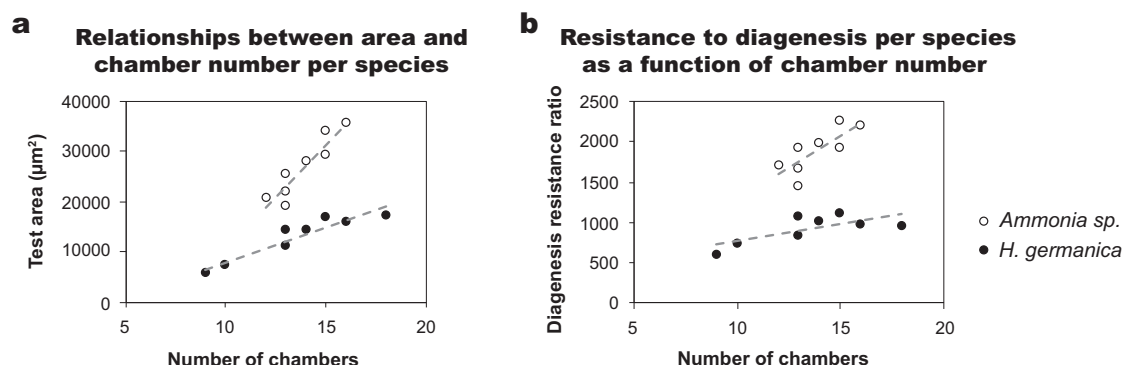 a
Relationships between area and
chamber number per species
Test area (µm²)
40000
30000
20000
10000
0
5
10
15
20
Number of chambers
b
Resistance to diagenesis per species
as a function of chamber number
Diagenesis resistance ratio
2500
2000
1500
1000
500
0
5
10
15
20
Number of chambers
Ammonia sp.
H. germanica